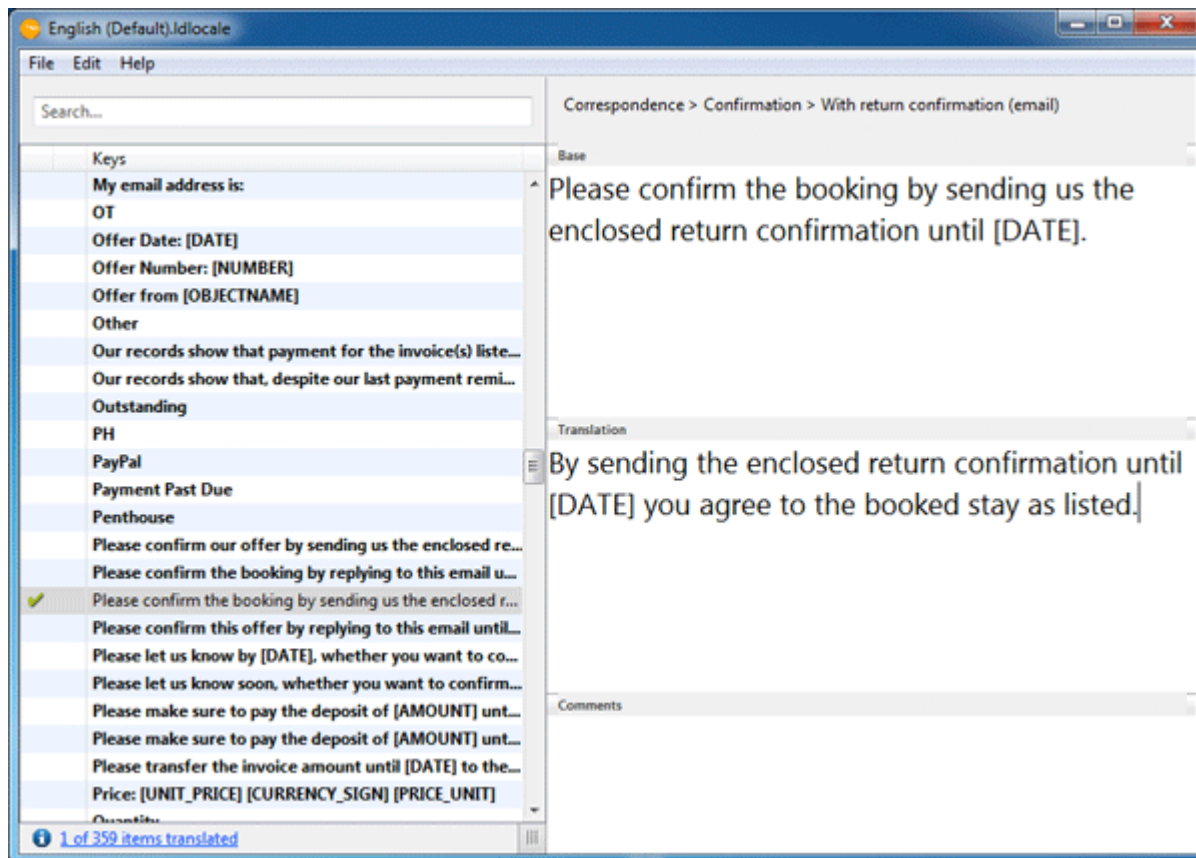 English (Default).ldlocale
File Edit Help
Search...
Keys
My email address is:
OT
Offer Date: [DATE]
Offer Number: [NUMBER]
Offer from [OBJECTNAME]
Other
Our records show that payment for the invoice(s) liste...
Our records show that, despite our last payment remi...
Outstanding
PH
PayPal
Payment Past Due
Penthouse
Please confirm our offer by sending us the enclosed re...
Please confirm the booking by replying to this email u...
Please confirm the booking by sending us the enclosed r...
Please confirm this offer by replying to this email until...
Please let us know by [DATE], whether you want to co...
Please let us know soon, whether you want to confirm...
Please make sure to pay the deposit of [AMOUNT] unt...
Please make sure to pay the deposit of [AMOUNT] unt...
Please transfer the invoice amount until [DATE] to the...
Price: [UNIT_PRICE] [CURRENCY_SIGN] [PRICE_UNIT]
Quantity
1 of 359 items translated
Correspondence > Confirmation > With return confirmation (email)
Base
Please confirm the booking by sending us the
enclosed return confirmation until [DATE].
Translation
By sending the enclosed return confirmation until
[DATE] you agree to the booked stay as listed.
Comments